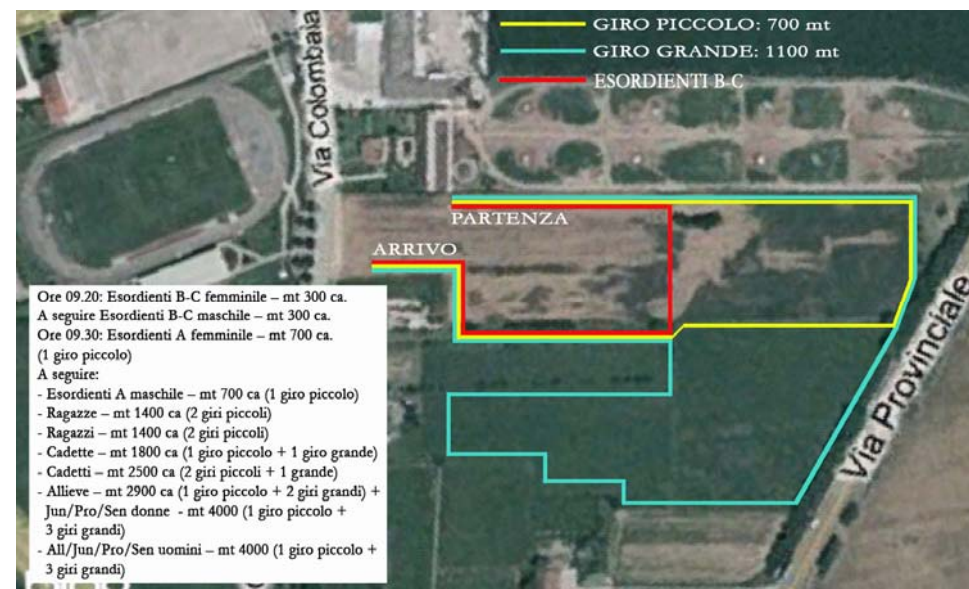 GIRO PICCOLO: 700 mt
GIRO GRANDE: 1100 mt
ESORDIENTI B-C
Via Colombaia
PARTENZA
ARRIVO
Via Provinciale
Ore 09.20: Esordienti B-C femminile – mt 300 ca.
A seguire Esordienti B-C maschile – mt 300 ca.
Ore 09.30: Esordienti A femminile – mt 700 ca.
(1 giro piccolo)
A seguire:
- Esordienti A maschile – mt 700 ca (1 giro piccolo)
- Ragazze – mt 1400 ca (2 giri piccoli)
- Ragazzi – mt 1400 ca (2 giri piccoli)
- Cadette – mt 1800 ca (1 giro piccolo + 1 giro grande)
- Cadetti – mt 2500 ca (2 giri piccoli + 1 grande)
- Allieve – mt 2900 ca (1 giro piccolo + 2 giri grandi) +
Jun/Pro/Sen donne - mt 4000 (1 giro piccolo +
3 giri grandi)
- All/Jun/Pro/Sen uomini – mt 4000 (1 giro piccolo +
3 giri grandi)